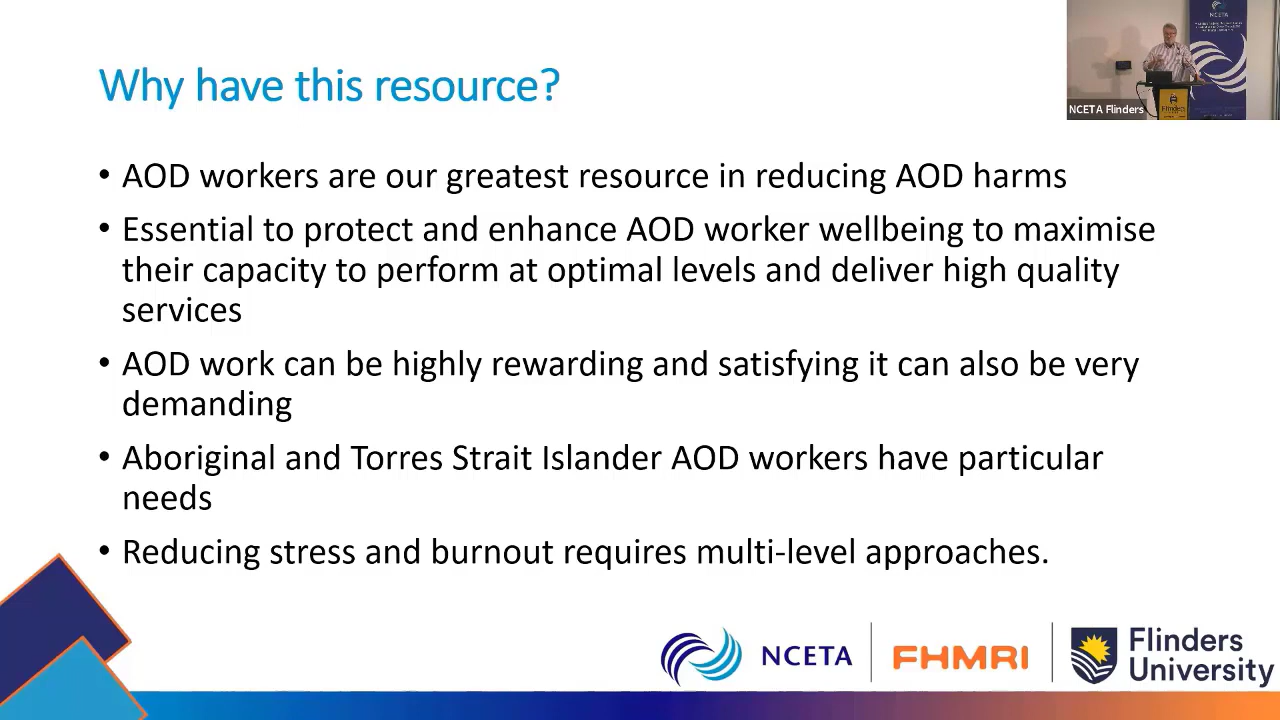 Why have this resource?
NCETA
NCETA Flinders
Flinders
• AOD workers are our greatest resource in reducing AOD harms
• Essential to protect and enhance AOD worker wellbeing to maximise
their capacity to perform at optimal levels and deliver high quality
services
• AOD work can be highly rewarding and satisfying it can also be very
demanding
• Aboriginal and Torres Strait Islander AOD workers have particular
needs
• Reducing stress and burnout requires multi-level approaches.
NCETA
FHMRI
Flinders
University